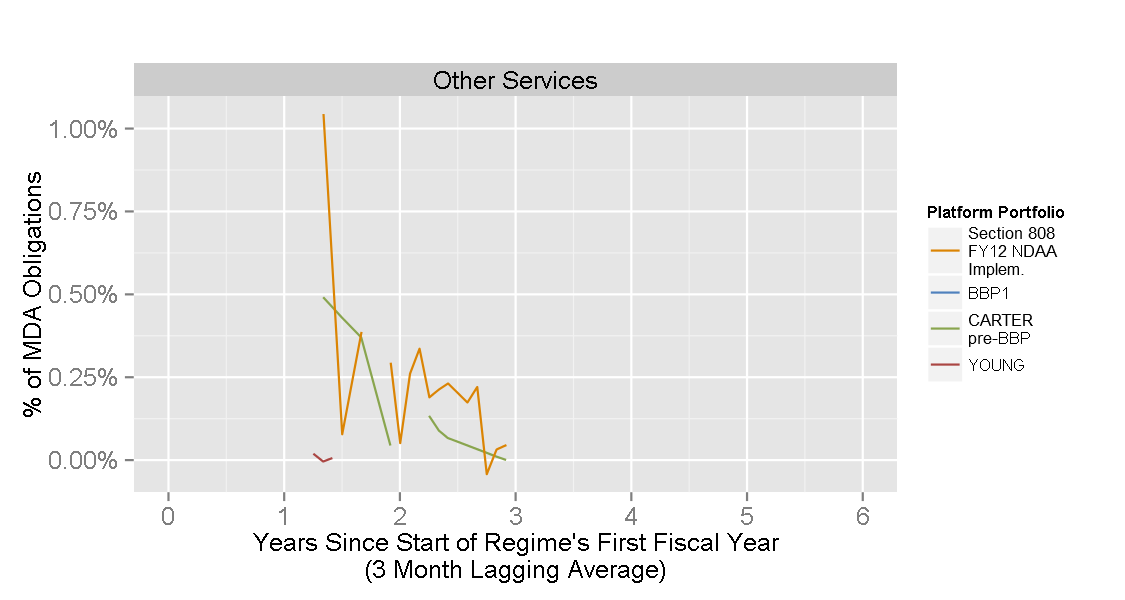 Other Services
% of MDA Obligations
1.00%
0.75%
0.50%
0.25%
0.00%
0
1
2
3
4
5
6
Years Since Start of Regime's First Fiscal Year
(3 Month Lagging Average)
Platform Portfolio
Section 808
FY12 NDAA
Implem.
BBP1
CARTER
pre-BBP
YOUNG